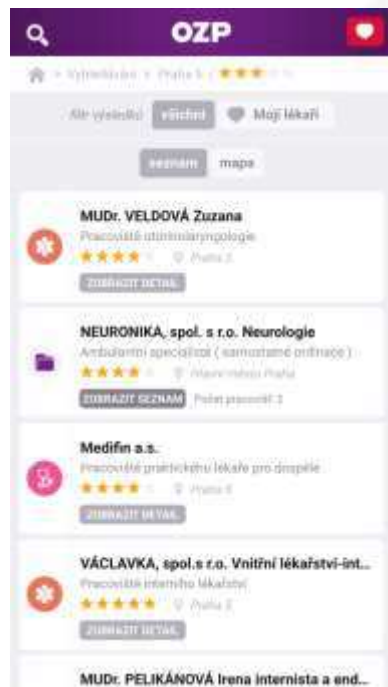 OZP
Vyhledávání > Praha 5 /
všichni Moji lékaři
seznam mapa
MUDr. VELDOVÁ Zuzana
Pracoviště otorinolaryngologie
Praha 2
ZOBRAZIT DETAIL
NEURONIKA, spol. s r.o. Neurologie
Ambulantní specialisté ( samostatné ordinace )
Hlavní město Praha
ZOBRAZIT SEZNAM Počet pracovišť: 2
Medifin a.s.
Pracoviště praktického lékaře pro dospělé
Praha 5
ZOBRAZIT DETAIL
VÁCLAVKA, spol.s r.o. Vnitřní lékařství-int...
Pracoviště interního lékařství
Praha 2
ZOBRAZIT DETAIL
MUDr. PELIKÁNOVÁ Irena internista a end...